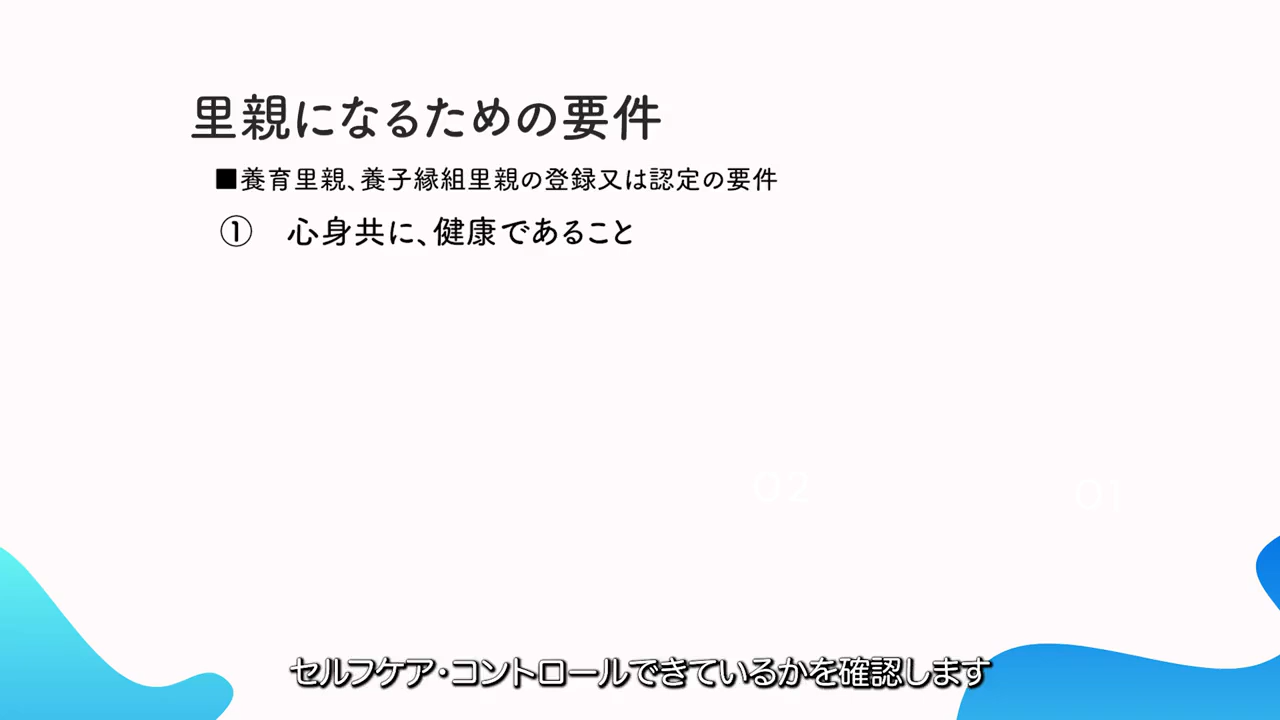 里親になるための要件
■養育里親、養子縁組里親の登録又は認定の要件
① 心身共に、健康であること
02
01
セルフケア・コントロールできているかを確認します